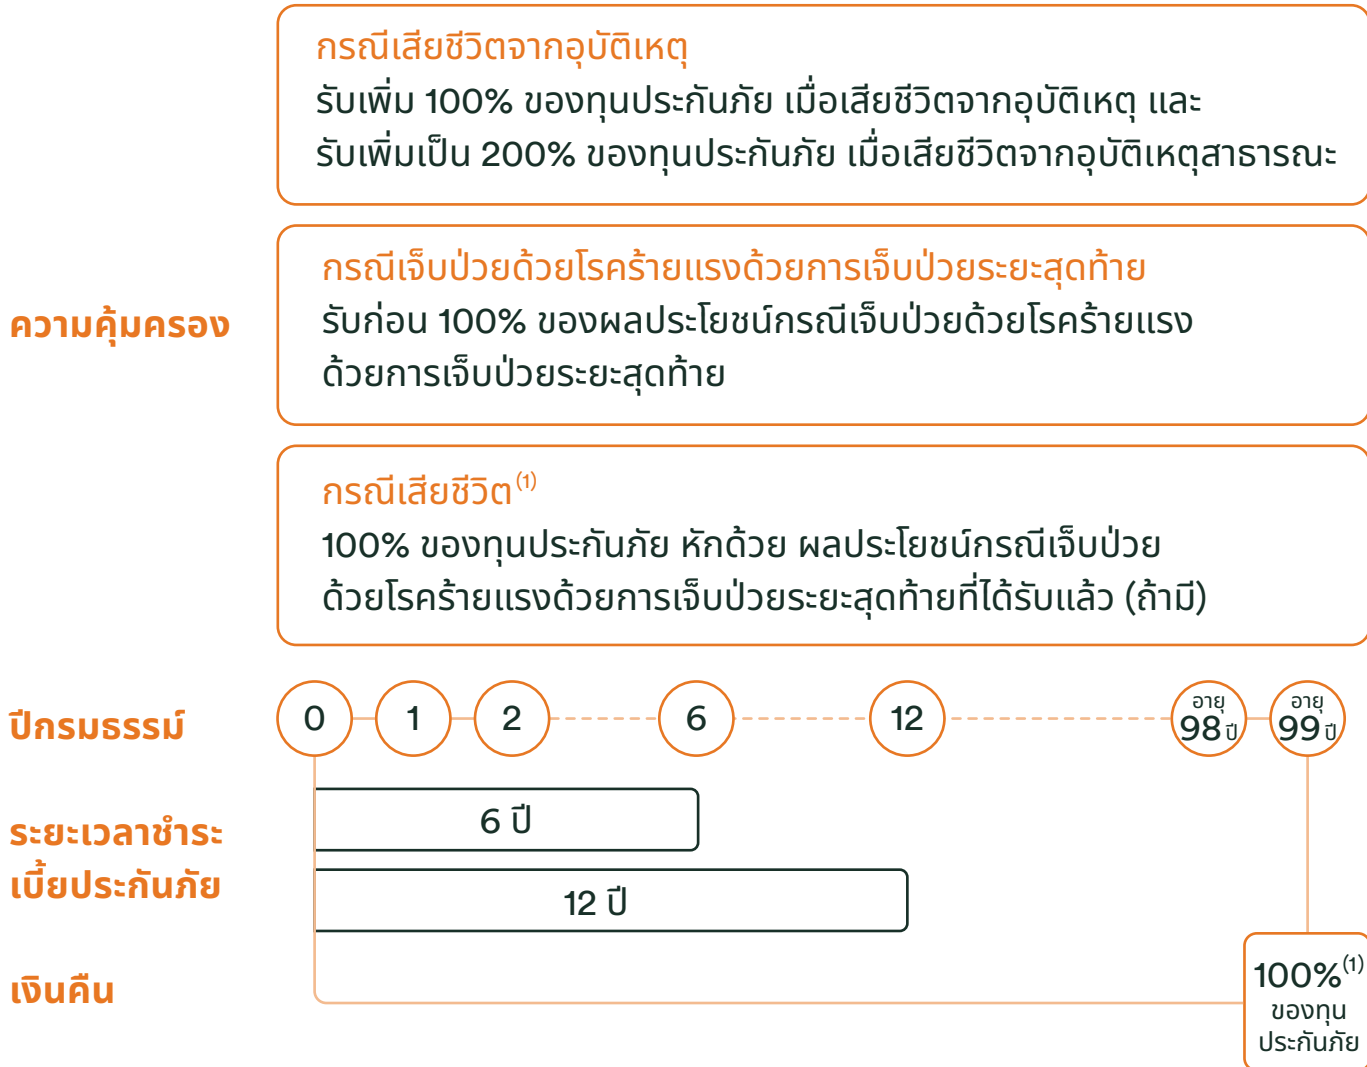 กรณีเสียชีวิตจากอุบัติเหตุ
รับเพิ่ม 100% ของทุนประกันภัย เมื่อเสียชีวิตจากอุบัติเหตุ และ
รับเพิ่มเป็น 200% ของทุนประกันภัย เมื่อเสียชีวิตจากอุบัติเหตุสาธารณะ
ความคุ้มครอง
กรณีเจ็บป่วยด้วยโรคร้ายแรงด้วยการเจ็บป่วยระยะสุดท้าย
รับก่อน 100% ของผลประโยชน์กรณีเจ็บป่วยด้วยโรคร้ายแรง
ด้วยการเจ็บป่วยระยะสุดท้าย
กรณีเสียชีวิต(1)
100% ของทุนประกันภัย หักด้วย ผลประโยชน์กรณีเจ็บป่วย
ด้วยโรคร้ายแรงด้วยการเจ็บป่วยระยะสุดท้ายที่ได้รับแล้ว (ถ้ามี)
ปีกรมธรรม์
0
1
2
6
12
อายุ
98 ปี
อายุ
99 ปี
ระยะเวลาชำระ
เบี้ยประกันภัย
6 ปี
12 ปี
เงินคืน
100%(1)
ของทุน
ประกันภัย